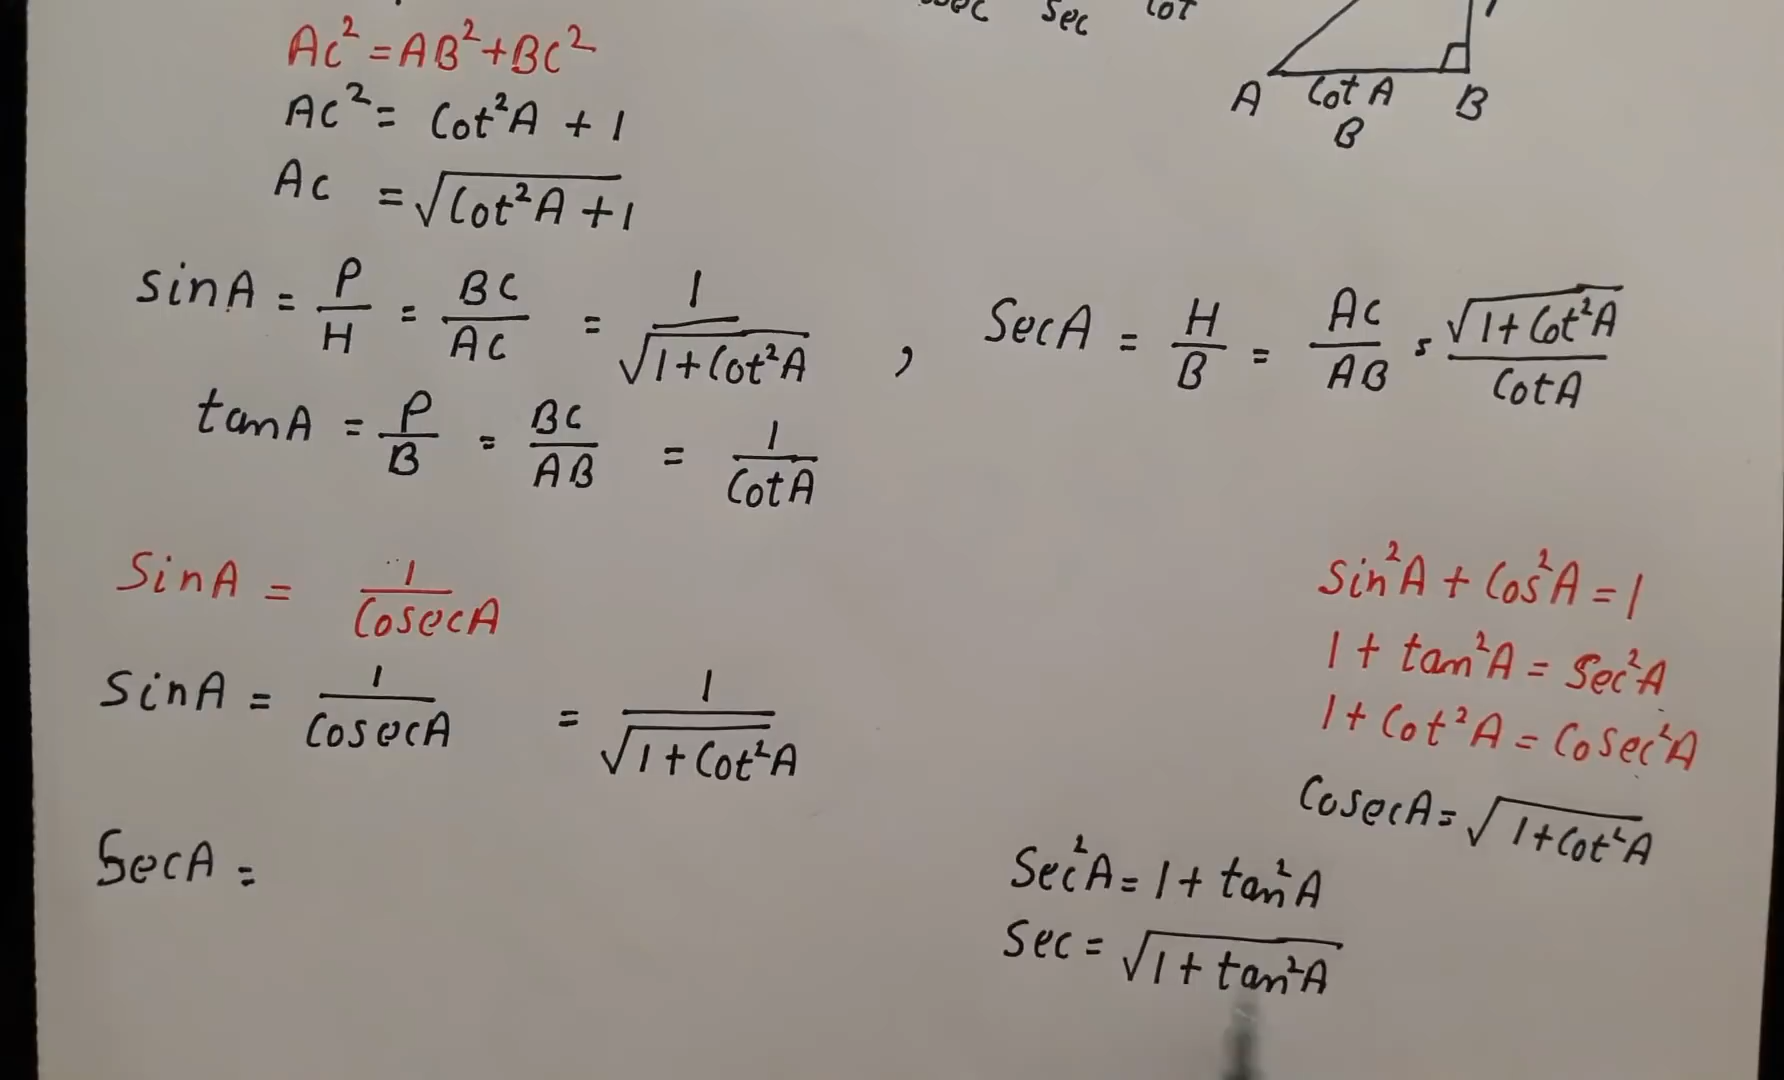 Sec Cot
AC² = AB² + BC²
AC² = Cot²A + 1
A Cot A B
B
AC = √Cot²A + 1
sinA = P/H = BC/AC = 1/√1+Cot²A , SecA = H/B = AC/AB = √1+Cot²A/CotA
tanA = P/B = BC/AB = 1/CotA
SinA = 1/CosecA
SinA = 1/CosecA = 1/√1+Cot²A
SecA =
sin²A + Cos²A = 1
1 + tan²A = Sec²A
1 + Cot²A = Cosec²A
CosecA = √1+Cot²A
Sec²A = 1 + tan²A
Sec = √1 + tan²A